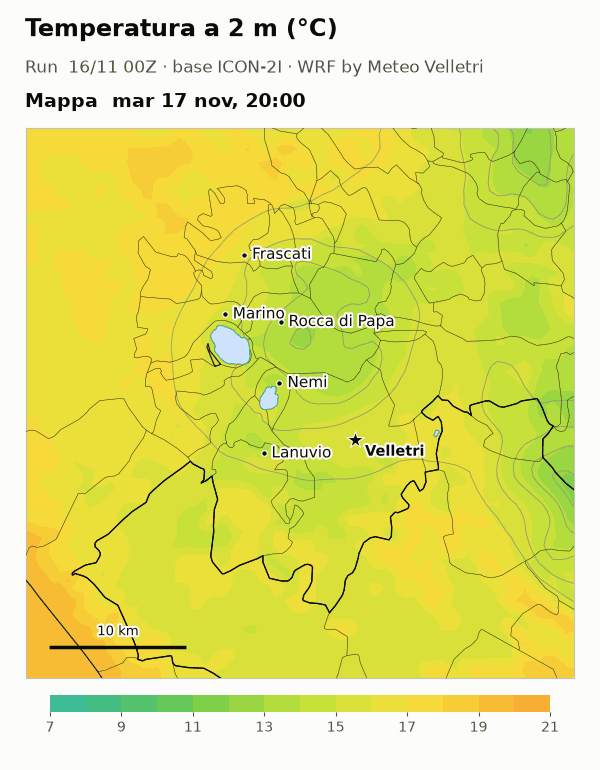 Temperatura a 2 m (°C)
Run  16/11 00Z · base ICON-2I · WRF by Meteo Velletri
Mappa  mar 17 nov, 20:00
Frascati
Marino
Rocca di Papa
Nemi
Velletri
Lanuvio
10 km
7 9 11 13 15 17 19 21